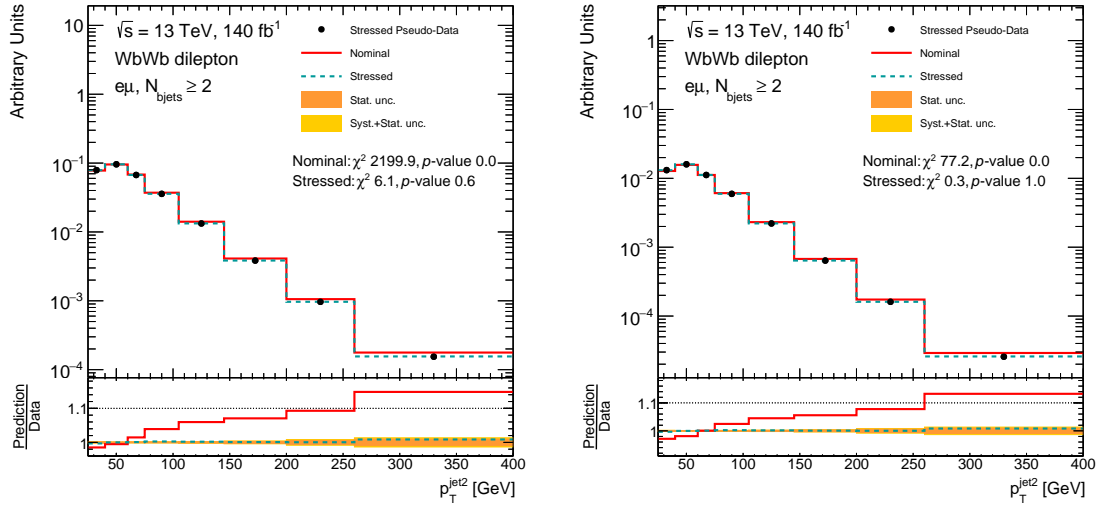 √s = 13 TeV, 140 fb⁻¹
WbWb dilepton
eμ, N_bjets ≥ 2
Stressed Pseudo-Data
Nominal
Stressed
Stat. unc.
Syst.+Stat. unc.
Nominal: χ² 2199.9, p-value 0.0
Stressed: χ² 6.1, p-value 0.6
Arbitrary Units
10
1
10⁻¹
10⁻²
10⁻³
10⁻⁴
Prediction
Data
1.1
1
50 100 150 200 250 300 350 400
p_T^jet2 [GeV]
√s = 13 TeV, 140 fb⁻¹
WbWb dilepton
eμ, N_bjets ≥ 2
Stressed Pseudo-Data
Nominal
Stressed
Stat. unc.
Syst.+Stat. unc.
Nominal: χ² 77.2, p-value 0.0
Stressed: χ² 0.3, p-value 1.0
Arbitrary Units
1
10⁻¹
10⁻²
10⁻³
10⁻⁴
Prediction
Data
1.1
1
50 100 150 200 250 300 350 400
p_T^jet2 [GeV]